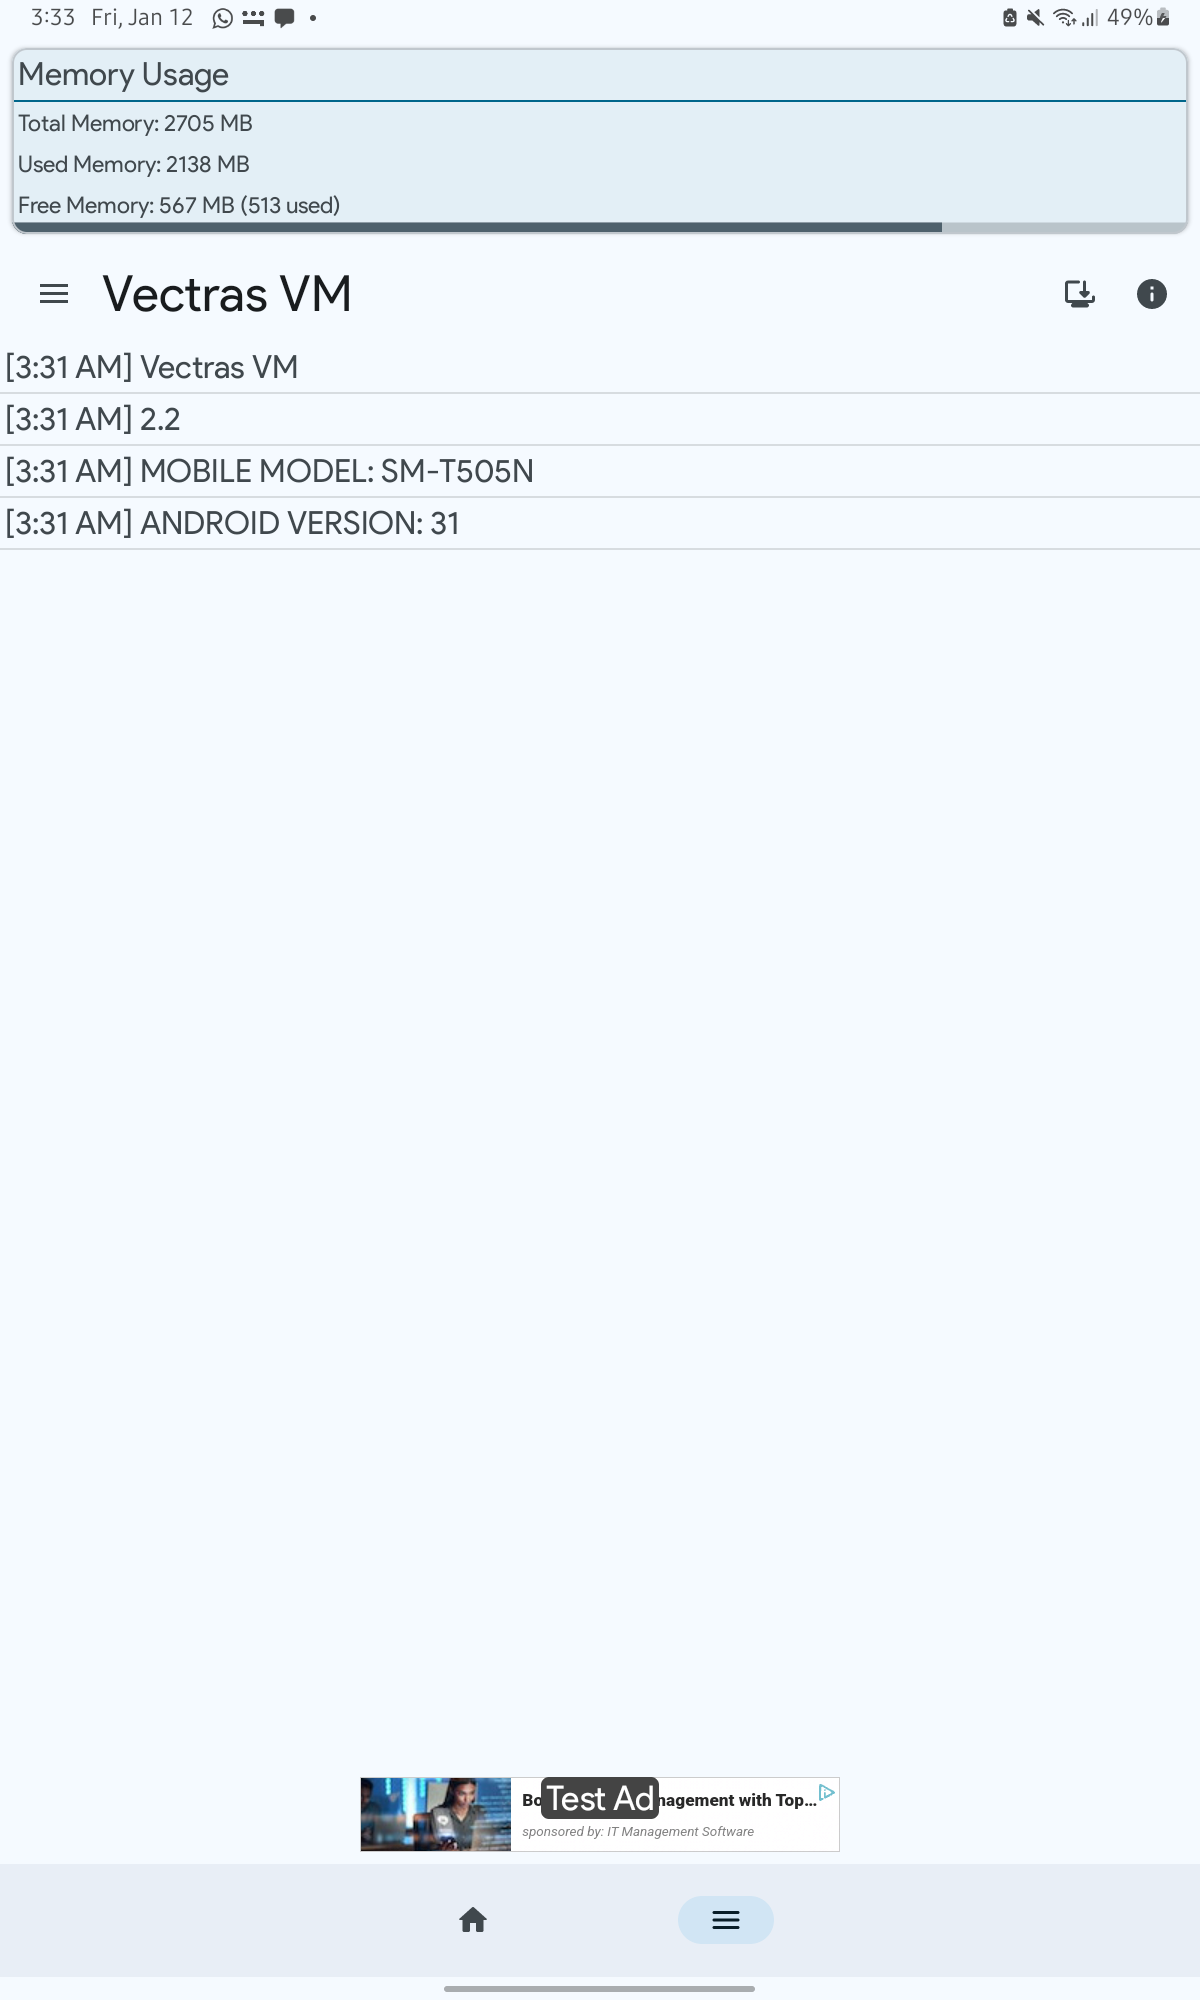 3:33 Fri, Jan 12
49%
Memory Usage
Total Memory: 2705 MB
Used Memory: 2138 MB
Free Memory: 567 MB (513 used)
Vectras VM
[3:31 AM] Vectras VM
[3:31 AM] 2.2
[3:31 AM] MOBILE MODEL: SM-T505N
[3:31 AM] ANDROID VERSION: 31
Test Ad
with Top...
sponsored by: IT Management Software